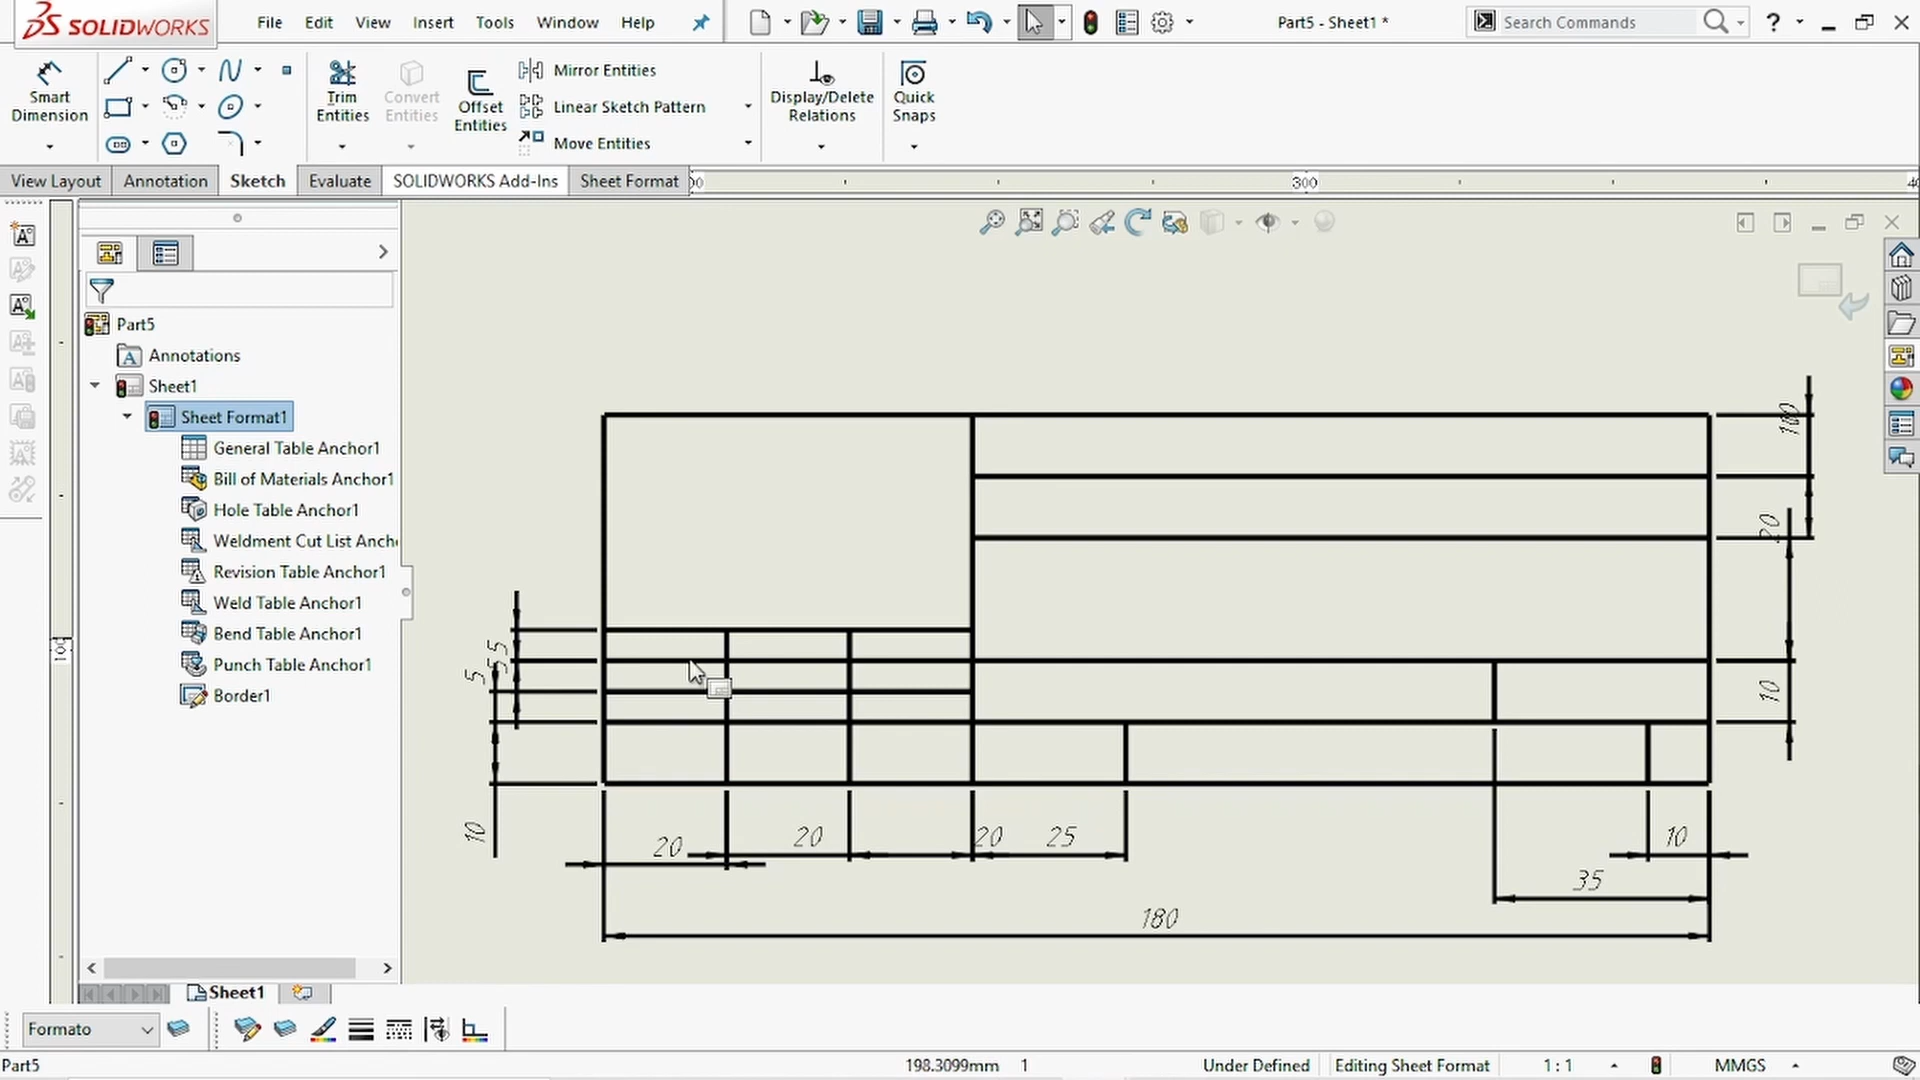 SOLIDWORKS
File Edit View Insert Tools Window Help
Part5 - Sheet1 *
Search Commands
?
Smart Dimension
Trim Entities
Convert Entities
Offset Entities
Mirror Entities
Linear Sketch Pattern
Move Entities
Display/Delete Relations
Quick Snaps
View Layout
Annotation
Sketch
Evaluate
SOLIDWORKS Add-Ins
Sheet Format
300
Part5
Annotations
Sheet1
Sheet Format1
General Table Anchor1
Bill of Materials Anchor1
Hole Table Anchor1
Weldment Cut List Anch
Revision Table Anchor1
Weld Table Anchor1
Bend Table Anchor1
Punch Table Anchor1
Border1
100
20
10
5
5
5
10
20
20
20
25
10
35
180
Sheet1
Formato
Part5
198.3099mm
1
Under Defined
Editing Sheet Format
1 : 1
MMGS